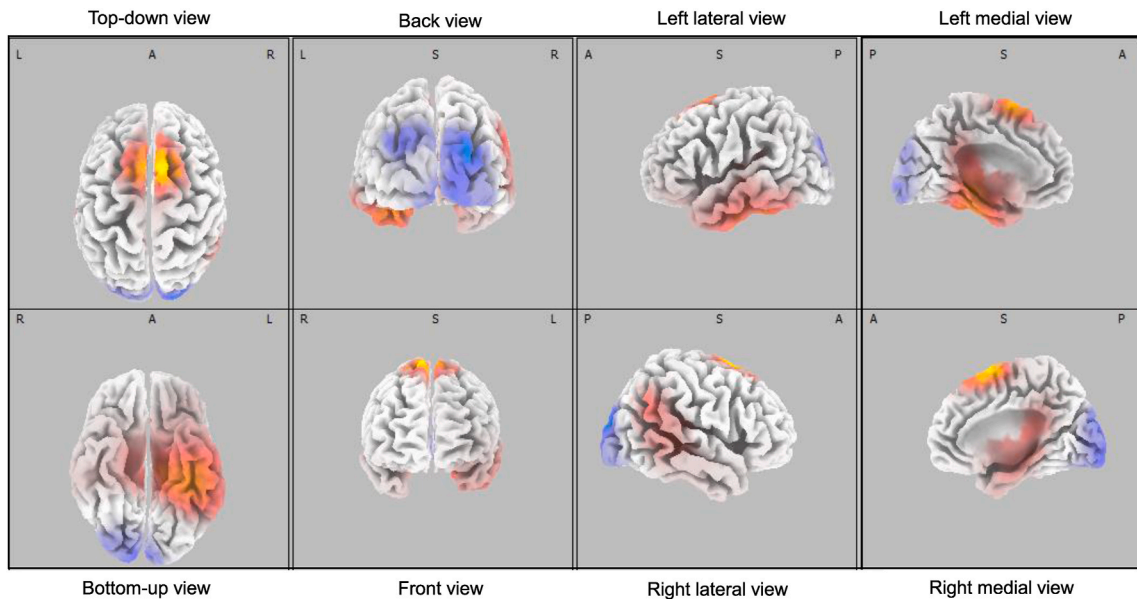 Top-down view Back view Left lateral view Left medial view
L A R L S R A S P P S A
R A L R S L P S A A S P
Bottom-up view Front view Right lateral view Right medial view